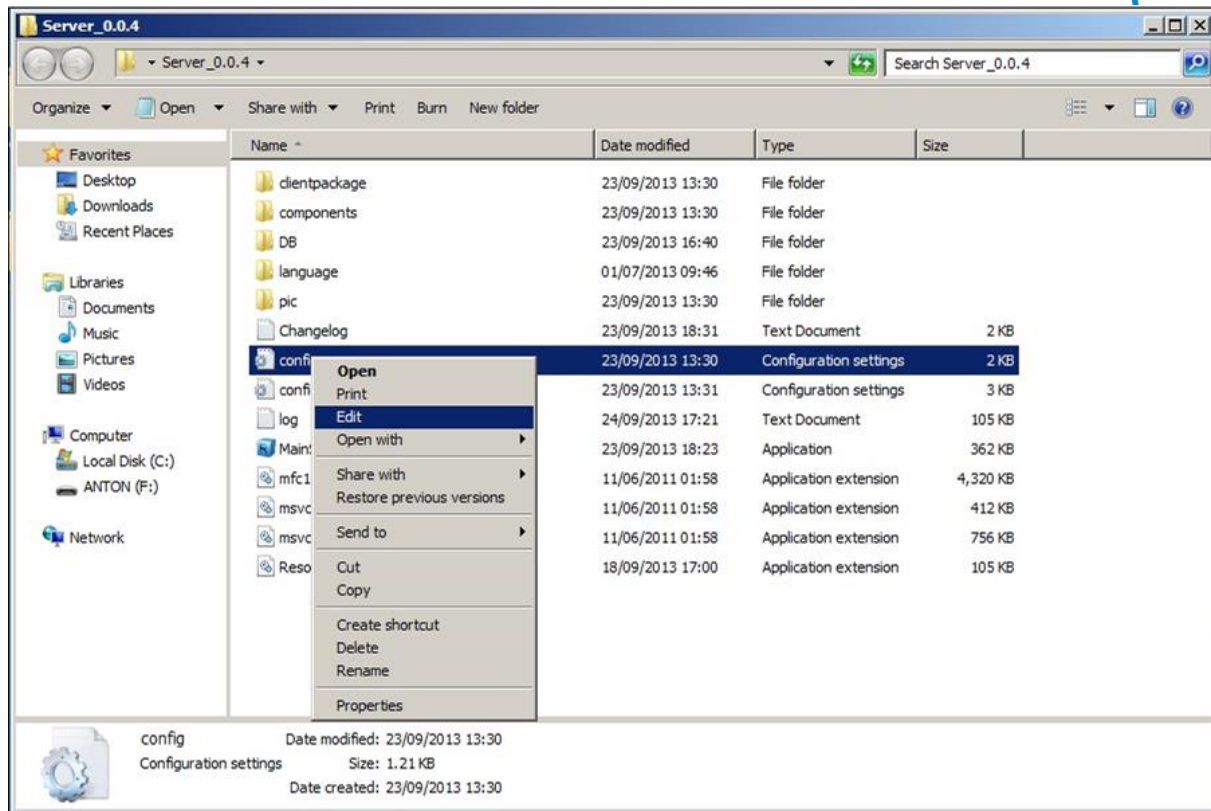 Server_0.0.4
Server_0.0.4
Search Server_0.0.4
Organize Open Share with Print Burn New folder
Name Date modified Type Size
Favorites
Desktop
Downloads
Recent Places
Libraries
Documents
Music
Pictures
Videos
Computer
Local Disk (C:)
ANTON (F:)
Network
clientpackage 23/09/2013 13:30 File folder
components 23/09/2013 13:30 File folder
DB 23/09/2013 16:40 File folder
language 01/07/2013 09:46 File folder
pic 23/09/2013 13:30 File folder
Changelog 23/09/2013 18:31 Text Document 2 KB
confi 23/09/2013 13:30 Configuration settings 2 KB
confi 23/09/2013 13:31 Configuration settings 3 KB
log 24/09/2013 17:21 Text Document 105 KB
MainS 23/09/2013 18:23 Application 362 KB
mfc1 11/06/2011 01:58 Application extension 4,320 KB
msvc 11/06/2011 01:58 Application extension 412 KB
msvc 11/06/2011 01:58 Application extension 756 KB
Reso 18/09/2013 17:00 Application extension 105 KB
Open
Print
Edit
Open with
Share with
Restore previous versions
Send to
Cut
Copy
Create shortcut
Delete
Rename
Properties
config Date modified: 23/09/2013 13:30
Configuration settings Size: 1.21 KB
Date created: 23/09/2013 13:30